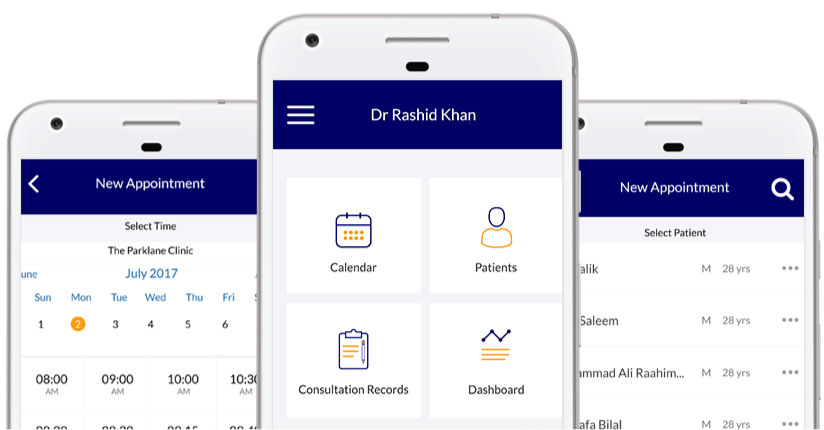 New Appointment
Select Time
The Parklane Clinic
une July 2017
Sun Mon Tue Wed Thu Fri
1 2 3 4 5 6
08:00 09:00 10:00 10:30
AM AM AM AM
Dr Rashid Khan
Calendar
Patients
Consultation Records
Dashboard
New Appointment
Select Patient
alik M 28 yrs
Saleem M 28 yrs
mmad Ali Raahim... M 28 yrs
afa Bilal M 28 yrs